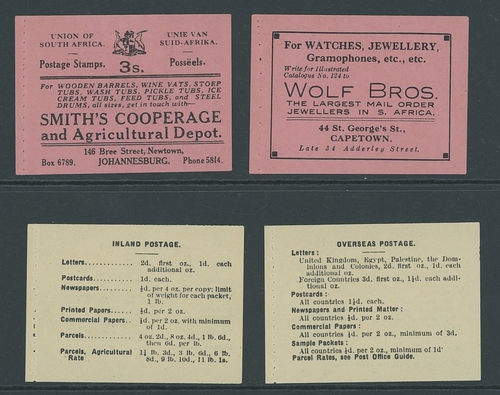 UNION OF SOUTH AFRICA.
UNIE VAN SUID-AFRIKA.
Postage Stamps. 3s. Posseëls.
For WOODEN BARRELS, WINE VATS, STOEP
TUBS, WASH TUBS, PICKLE TUBS, ICE
CREAM TUBS, FEED TUBS, and STEEL
DRUMS, all sizes, get in touch with—
SMITH'S COOPERAGE
and Agricultural Depot.
146 Bree Street, Newtown,
Box 6789. JOHANNESBURG. Phone 5814.
For WATCHES, JEWELLERY,
Gramophones, etc., etc.
Write for Illustrated
Catalogue No. 124 to
WOLF BROS.
THE LARGEST MAIL ORDER
JEWELLERS IN S. AFRICA.
44 St. George's St.,
CAPETOWN.
Late 34 Adderley Street.
INLAND POSTAGE.
Letters 2d. first oz., 1d. each
additional oz.
Postcards 1d. each.
Newspapers ½d. per 4 oz. per copy; limit
of weight for each packet,
1 lb.
Printed Papers ½d. per 2 oz.
Commercial Papers ½d. per 2 oz. with minimum
of 1d.
Parcels 4 oz. 2d., 8 oz. 4d., 1 lb. 6d.,
then 6d. per lb.
Parcels, Agricultural 1½ lb. 3d., 3 lb. 6d., 6 lb.
Rate 8d., 9 lb. 10d., 11 lb. 1s.
OVERSEAS POSTAGE.
Letters :
United Kingdom, Egypt, Palestine, the Dom-
inions and Colonies, 2d. first oz., 1d. each
additional oz.
Foreign Countries 3d. first oz., 1½d. each
additional oz.
Postcards :
All countries 1½d. each.
Newspapers and Printed Matter :
All countries ½d. per 2 oz.
Commercial Papers :
All countries ½d. per 2 oz., minimum of 3d.
Sample Packets :
All countries ½d. per 2 oz., minimum of 1d.
Parcel Rates, see Post Office Guide.